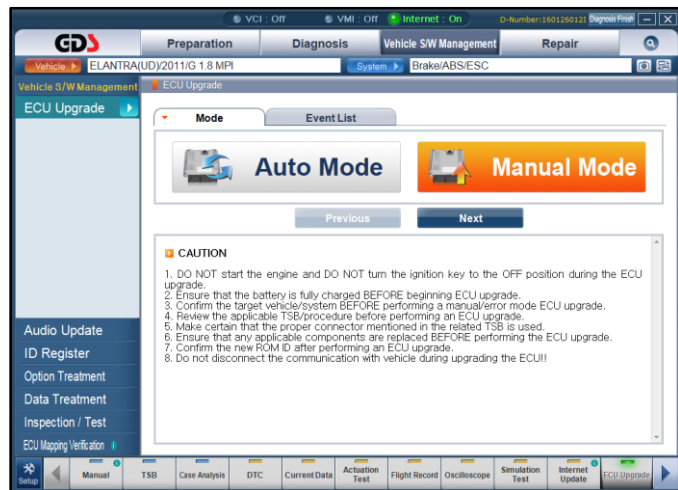 VCI : Off VMI : Off Internet : On D-Number:1601260121 Diagnosis Finish
GDS Preparation Diagnosis Vehicle S/W Management Repair
Vehicle ELANTRA(UD)/2011/G 1.8 MPI System Brake/ABS/ESC
Vehicle S/W Management ECU Upgrade
ECU Upgrade
Mode Event List
Auto Mode Manual Mode
Previous Next
CAUTION
1. DO NOT start the engine and DO NOT turn the ignition key to the OFF position during the ECU
upgrade.
2. Ensure that the battery is fully charged BEFORE beginning ECU upgrade.
3. Confirm the target vehicle/system BEFORE performing a manual/error mode ECU upgrade.
4. Review the applicable TSB/procedure before performing an ECU upgrade.
5. Make certain that the proper connector mentioned in the related TSB is used.
6. Ensure that any applicable components are replaced BEFORE performing the ECU upgrade.
7. Confirm the new ROM ID after performing an ECU upgrade.
8. Do not disconnect the communication with vehicle during upgrading the ECU!!
Audio Update
ID Register
Option Treatment
Data Treatment
Inspection / Test
ECU Mapping Verification
Setup Manual TSB Case Analysis DTC Current Data Actuation Test Flight Record Oscilloscope Simulation Test Internet Update ECU Upgrade